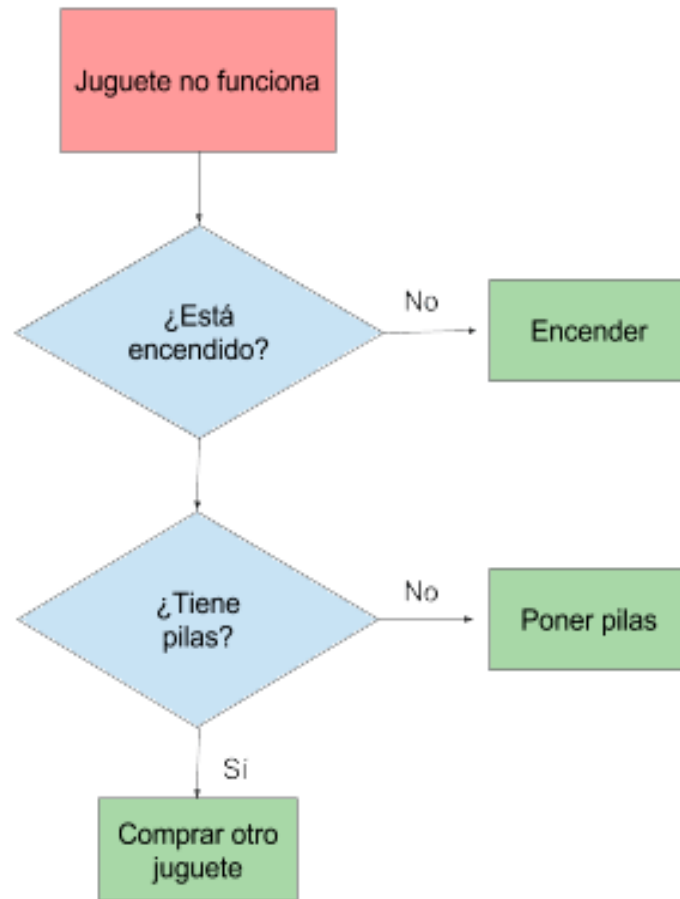 Juguete no funciona
¿Está
encendido?
No
Encender
¿Tiene
pilas?
No
Poner pilas
Si
Comprar otro
juguete